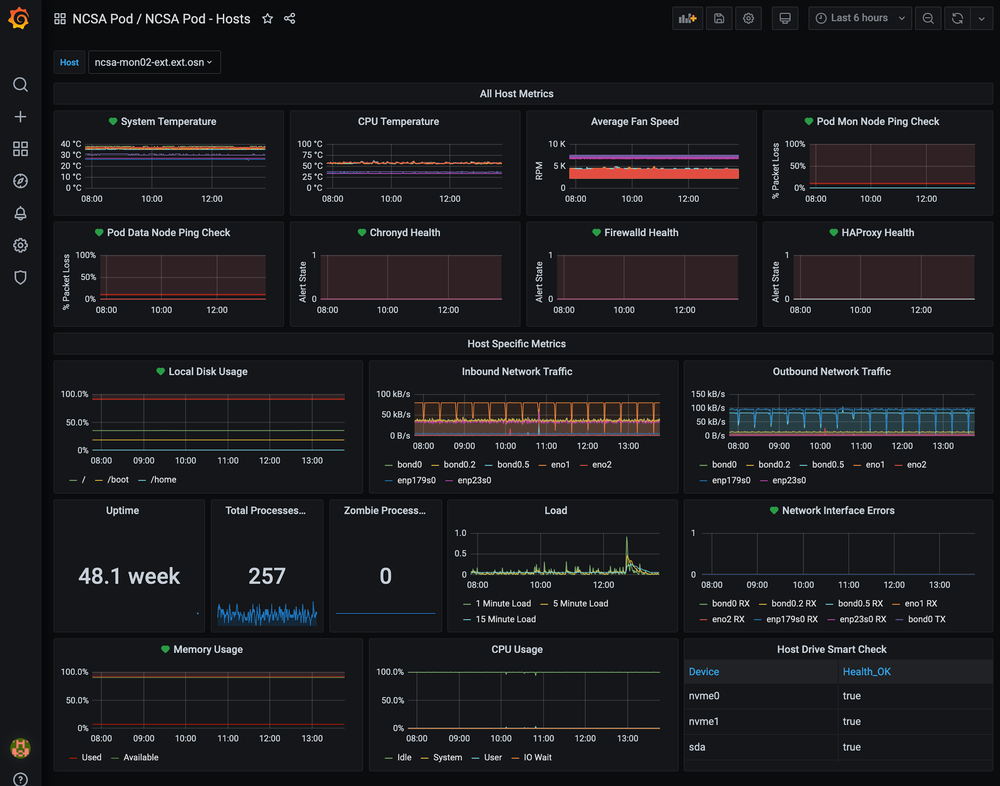 NCSA Pod / NCSA Pod - Hosts
Last 6 hours
Host ncsa-mon02-ext.ext.osn
All Host Metrics
System Temperature
40 °C
30 °C
20 °C
10 °C
0 °C
08:00 10:00 12:00
CPU Temperature
100 °C
75 °C
50 °C
25 °C
0 °C
08:00 10:00 12:00
Average Fan Speed
RPM
10 K
5 K
0
08:00 10:00 12:00
Pod Mon Node Ping Check
% Packet Loss
100%
50%
0%
08:00 10:00 12:00
Pod Data Node Ping Check
% Packet Loss
100%
50%
0%
08:00 10:00 12:00
Chronyd Health
Alert State
1
0
08:00 10:00 12:00
Firewalld Health
Alert State
1
0
08:00 10:00 12:00
HAProxy Health
Alert State
1
0
08:00 10:00 12:00
Host Specific Metrics
Local Disk Usage
100.0%
50.0%
0%
08:00 09:00 10:00 11:00 12:00 13:00
/ /boot /home
Inbound Network Traffic
100 kB/s
50 kB/s
0 B/s
08:00 09:00 10:00 11:00 12:00 13:00
bond0 bond0.2 bond0.5 eno1 eno2
enp179s0 enp23s0
Outbound Network Traffic
150 kB/s
100 kB/s
50 kB/s
0 B/s
08:00 09:00 10:00 11:00 12:00 13:00
bond0 bond0.2 bond0.5 eno1 eno2
enp179s0 enp23s0
Uptime
48.1 week
Total Processes...
257
Zombie Process...
0
Load
1.0
0.5
0
08:00 10:00 12:00
1 Minute Load 5 Minute Load
15 Minute Load
Network Interface Errors
1
0
08:00 09:00 10:00 11:00 12:00 13:00
bond0 RX bond0.2 RX bond0.5 RX eno1 RX
eno2 RX enp179s0 RX enp23s0 RX bond0 TX
Memory Usage
100.0%
50.0%
0%
08:00 09:00 10:00 11:00 12:00 13:00
Used Available
CPU Usage
100.0%
50.0%
0%
08:00 09:00 10:00 11:00 12:00 13:00
Idle System User IO Wait
Host Drive Smart Check
Device Health_OK
nvme0 true
nvme1 true
sda true